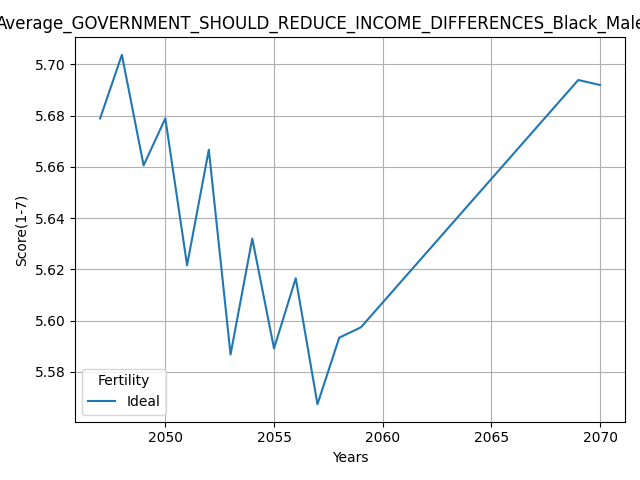 Average_GOVERNMENT_SHOULD_REDUCE_INCOME_DIFFERENCES_Black_Male
5.70
5.68
5.66
5.64
5.62
5.60
5.58
Score(1-7)
Fertility
Ideal
2050 2055 2060 2065 2070
Years